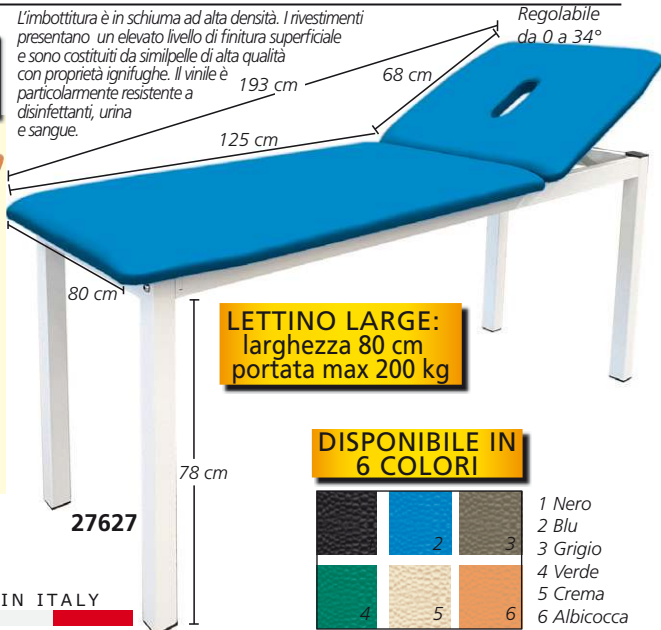 L'imbottitura è in schiuma ad alta densità. I rivestimenti
presentano un elevato livello di finitura superficiale
e sono costituiti da similpelle di alta qualità
con proprietà ignifughe. Il vinile è
particolarmente resistente a
disinfettanti, urina
e sangue.
Regolabile
da 0 a 34°
193 cm
68 cm
125 cm
80 cm
LETTINO LARGE:
larghezza 80 cm
portata max 200 kg
78 cm
27627
DISPONIBILE IN
6 COLORI
2
3
4
5
6
1 Nero
2 Blu
3 Grigio
4 Verde
5 Crema
6 Albicocca
IN ITALY